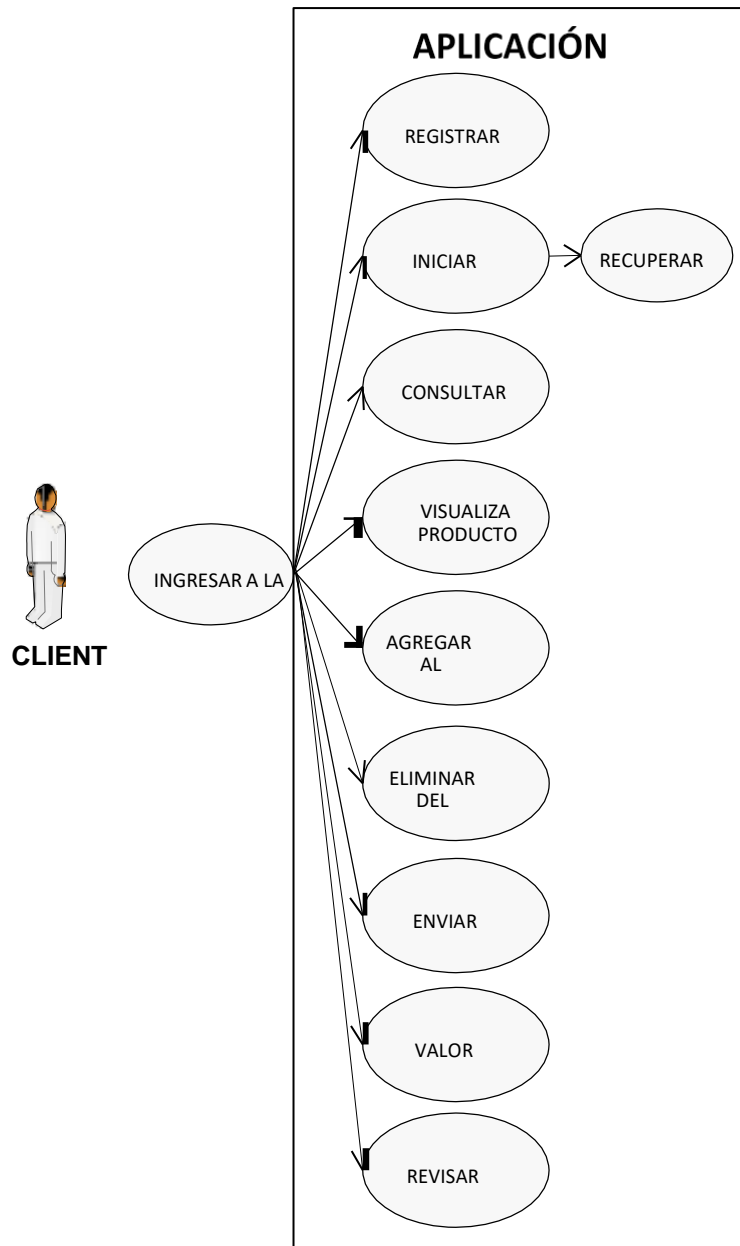 APLICACIÓN
REGISTRAR
INICIAR
RECUPERAR
CONSULTAR
VISUALIZA
PRODUCTO
INGRESAR A LA
CLIENT
AGREGAR
AL
ELIMINAR
DEL
ENVIAR
VALOR
REVISAR